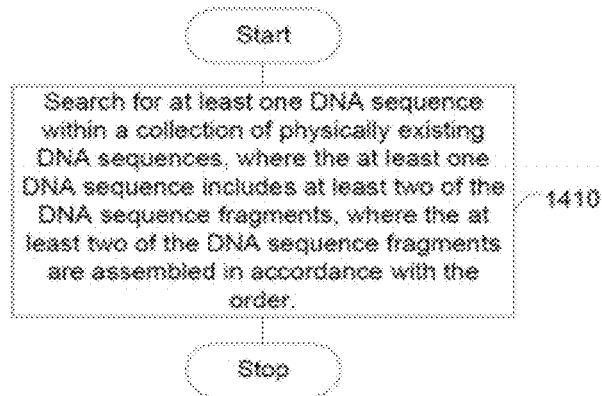 Start
Search for at least one DNA sequence
within a collection of physically existing
DNA sequences, where the at least one
DNA sequence includes at least two of the
DNA sequence fragments, where the at
least two of the DNA sequence fragments
are assembled in accordance with the
order.
1410
Stop